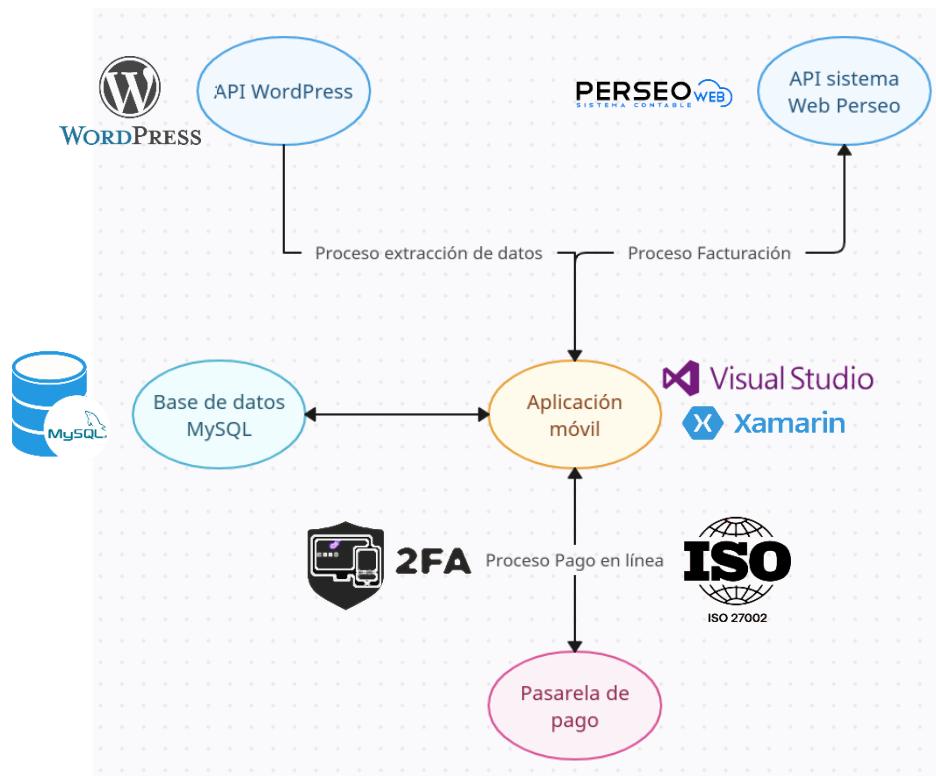 API WordPress
WORDPRESS
PERSEO WEB
SISTEMA CONTABLE
API sistema
Web Perseo
Proceso extracción de datos
Proceso Facturación
Base de datos
MySQL
MySQL
Aplicación
móvil
Visual Studio
Xamarin
2FA
Proceso Pago en línea
ISO
ISO 27002
Pasarela de
pago